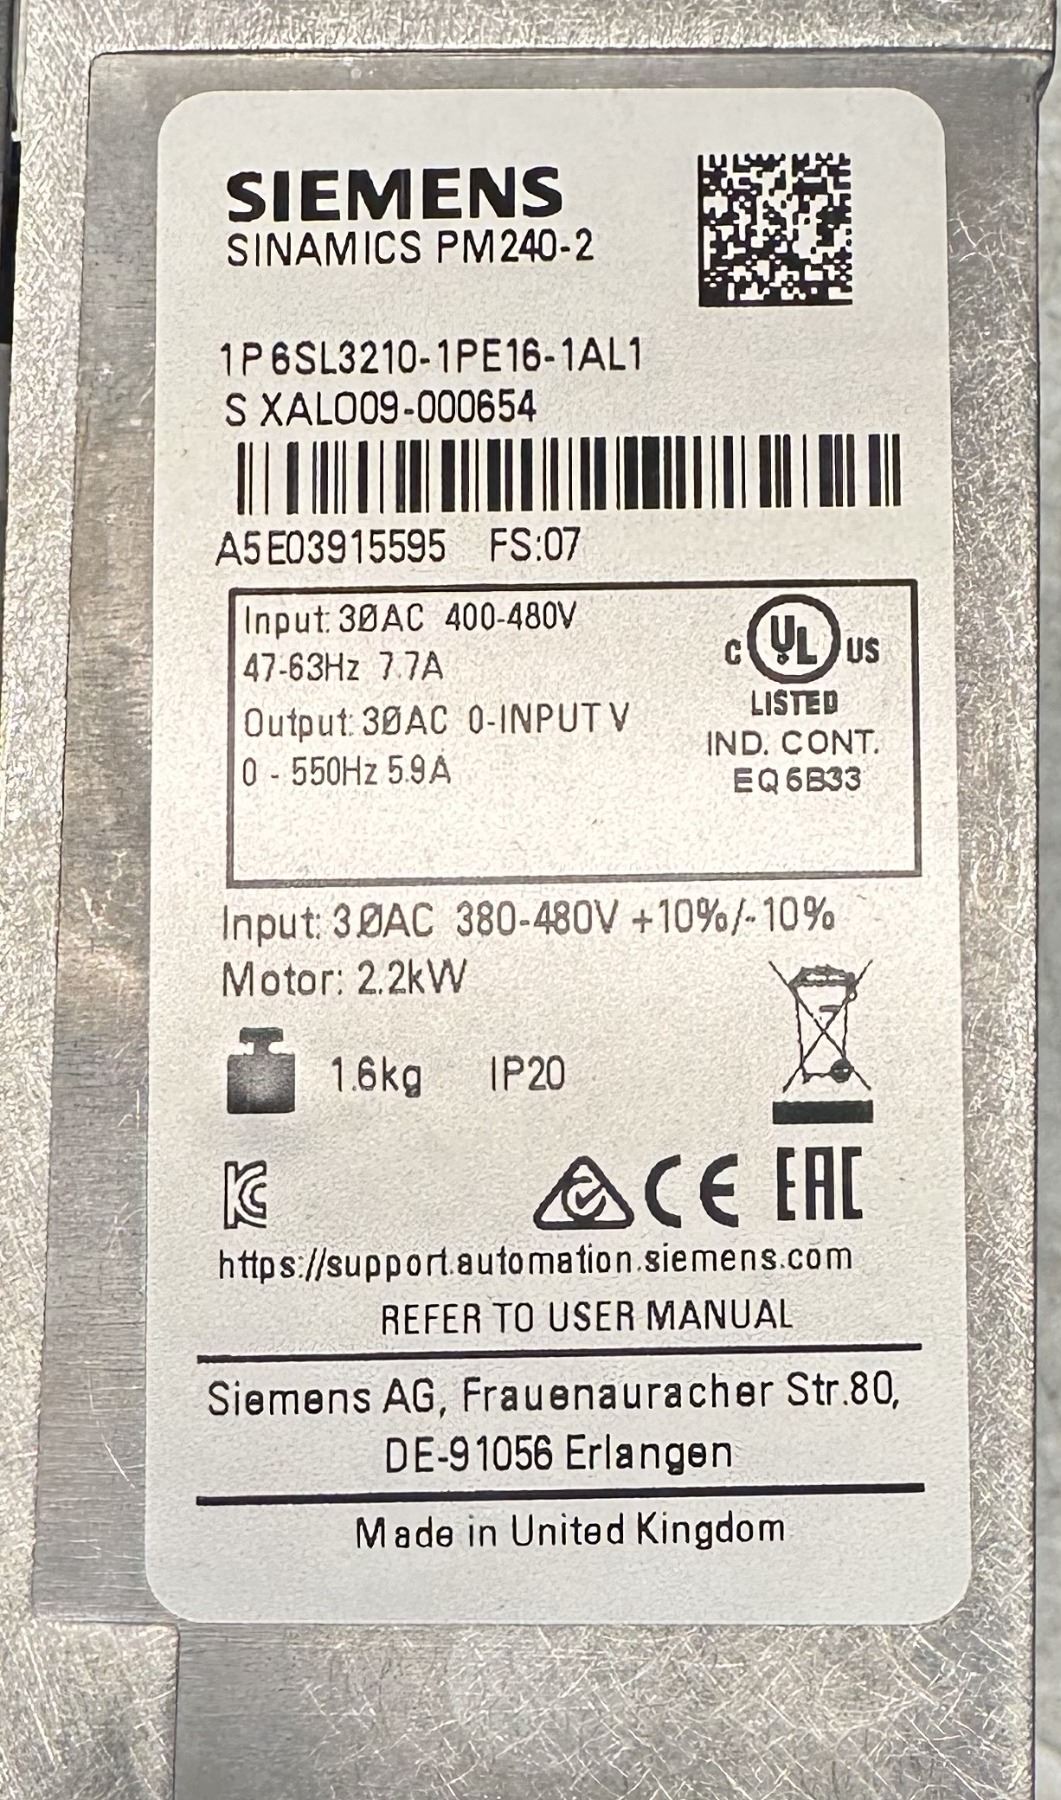 SIEMENS
SINAMICS PM240-2
1P 6SL3210-1PE16-1AL1
S XALO09-000654
A5E03915595 FS:07
Input: 3ØAC 400-480V
47-63Hz 7.7A
Output: 3ØAC 0-INPUT V
0 - 550Hz 5.9A
C UL US
LISTED
IND. CONT.
EQ 6B33
Input: 3ØAC 380-480V +10%/-10%
Motor: 2.2kW
1.6kg IP20
KC CE EAC
https://support.automation.siemens.com
REFER TO USER MANUAL
Siemens AG, Frauenauracher Str.80,
DE-91056 Erlangen
Made in United Kingdom